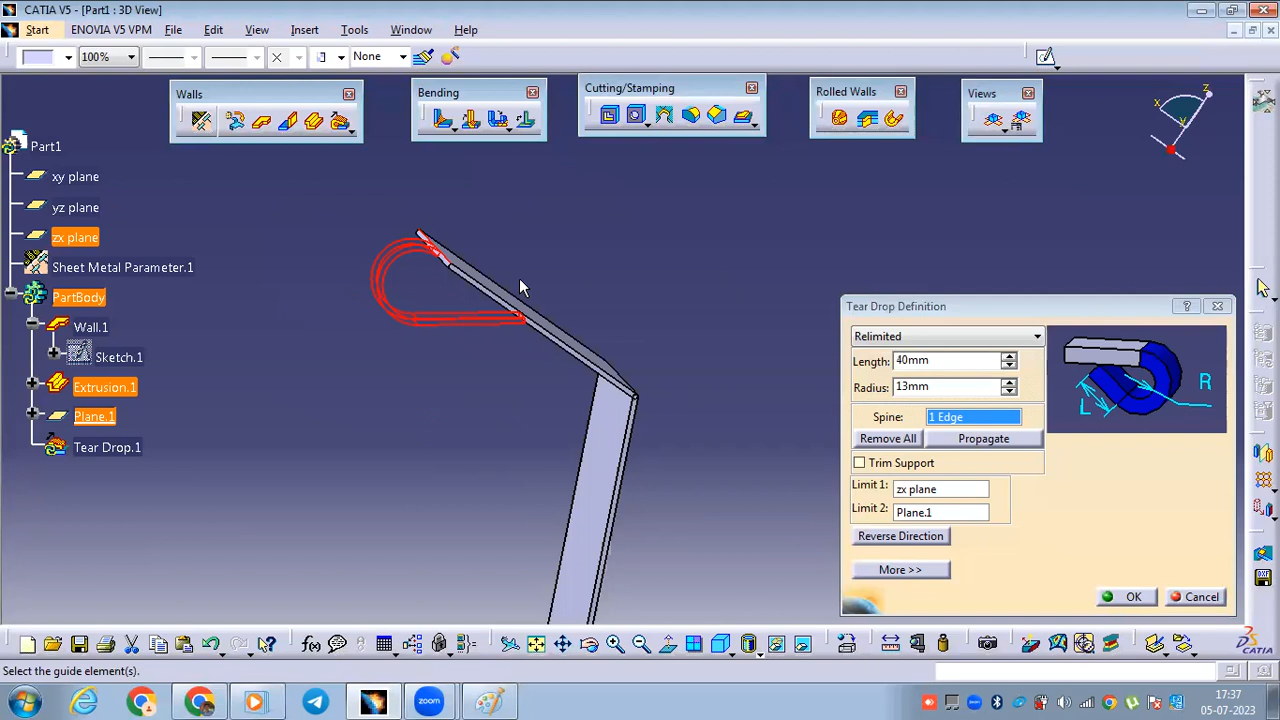 CATIA V5 - [Part1 : 3D View]
Start ENOVIA V5 VPM File Edit View Insert Tools Window Help
100% None
Walls
Bending
Cutting/Stamping
Rolled Walls
Views
x
z
y
Part1
xy plane
yz plane
zx plane
Sheet Metal Parameter.1
PartBody
Wall.1
Sketch.1
Extrusion.1
Plane.1
Tear Drop.1
Tear Drop Definition
Relimited
Length: 40mm
Radius: 13mm
Spine: 1 Edge
Remove All Propagate
Trim Support
Limit 1: zx plane
Limit 2: Plane.1
Reverse Direction
More >>
OK Cancel
L
R
f(x)
CATIA
Select the guide element(s).
zoom
17:37
05-07-2023